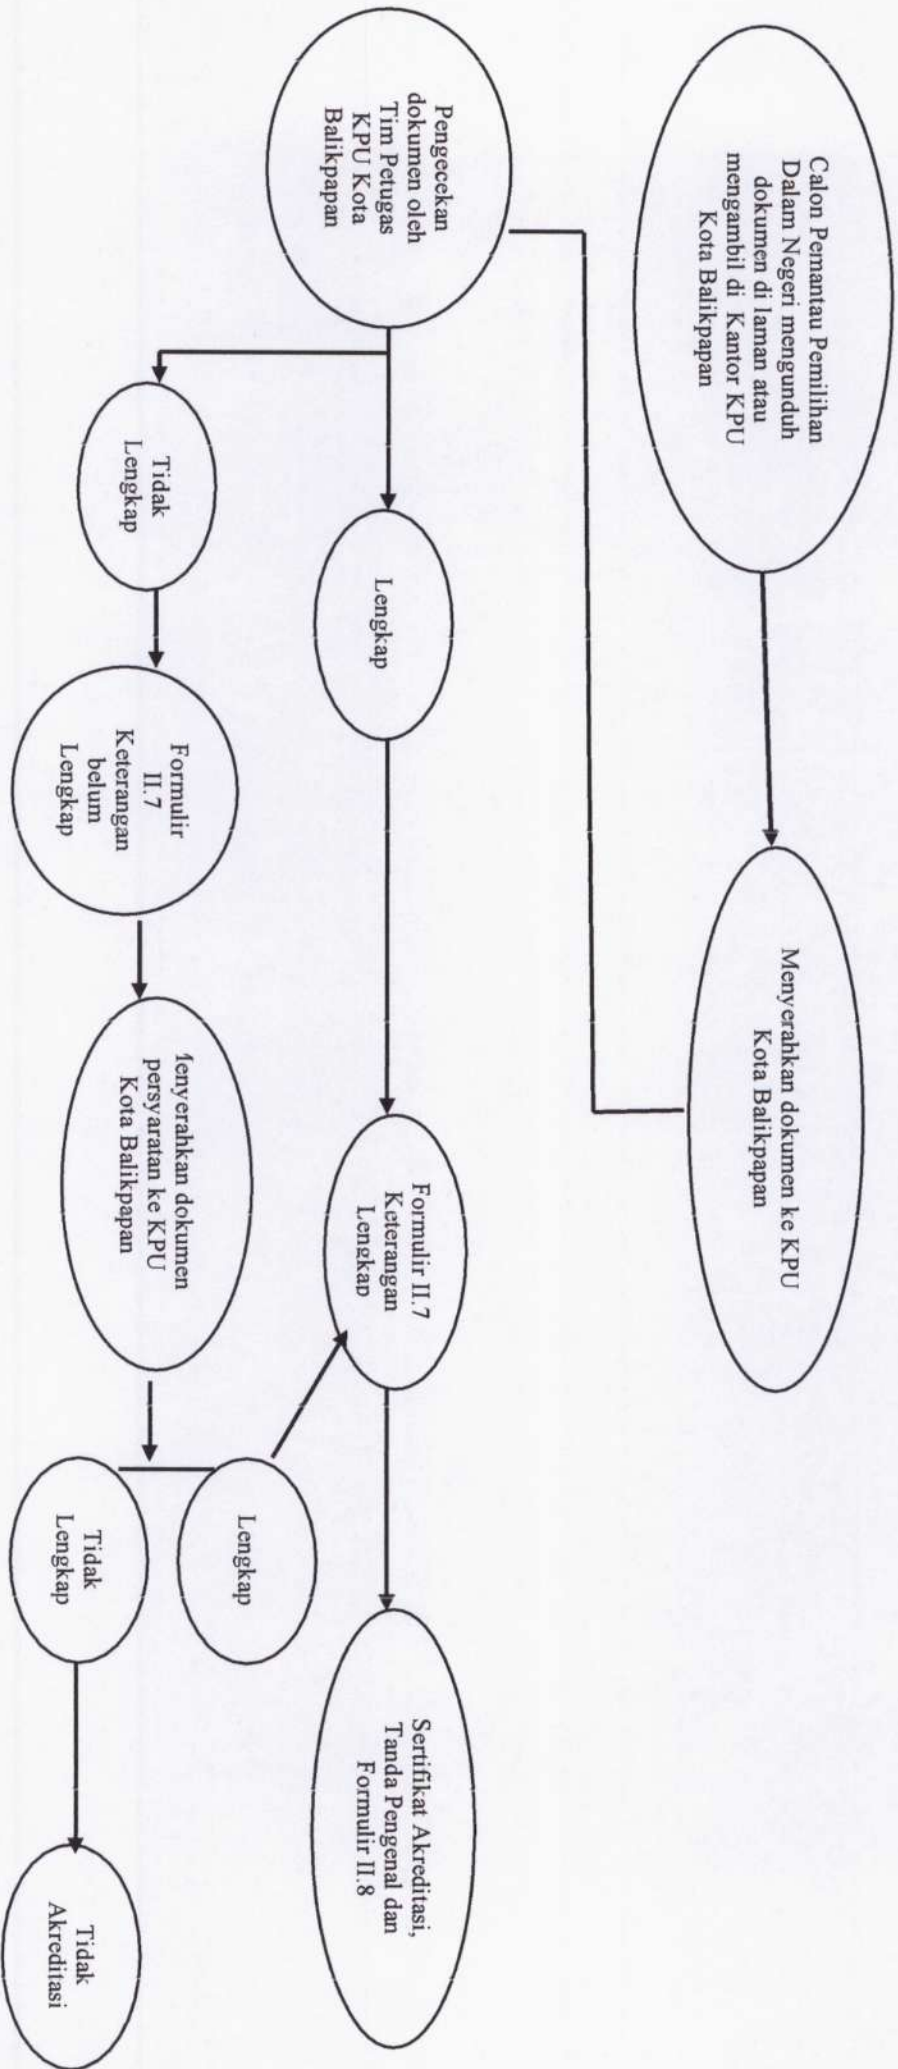 Calon Pemantau Pemilihan
Dalam Negeri mengunduh
dokumen di laman atau
mengambil di Kantor KPU
Kota Balikpapan
Menyerahkan dokumen ke KPU
Kota Balikpapan
Pengecekan
dokumen oleh
Tim Petugas
KPU Kota
Balikpapan
Lengkap
Formulir II.7
Keterangan
Lengkap
Sertifikat Akreditasi,
Tanda Pengenal dan
Formulir II.8
Tidak
Lengkap
Formulir
II.7
Keterangan
belum
Lengkap
lenyerahkan dokumen
persyaratan ke KPU
Kota Balikpapan
Lengkap
Tidak
Lengkap
Tidak
Akreditasi